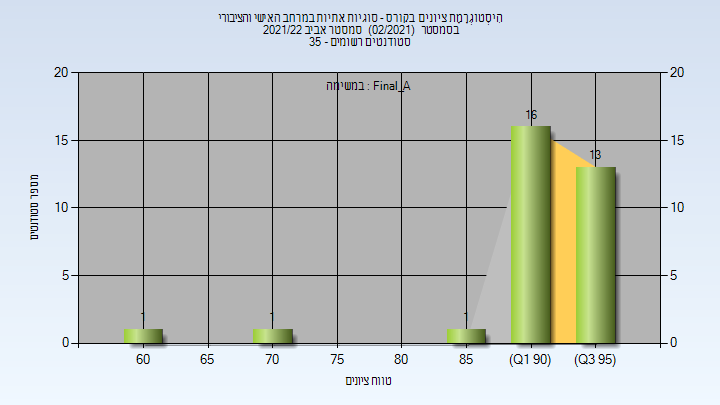 היסטוגרמת ציונים בקורס - סוגיות אתיות במרחב האישי והציבורי
בסמסטר (02/2021) סמסטר אביב 2021/22
סטודנטים רשומים - 35
במשימה : Final_A
20 20
15 15
10 10
5 5
0 0
16
13
1 1 1
60 65 70 75 80 85 (Q1 90) (Q3 95)
מספר סטודנטים
טווח ציונים